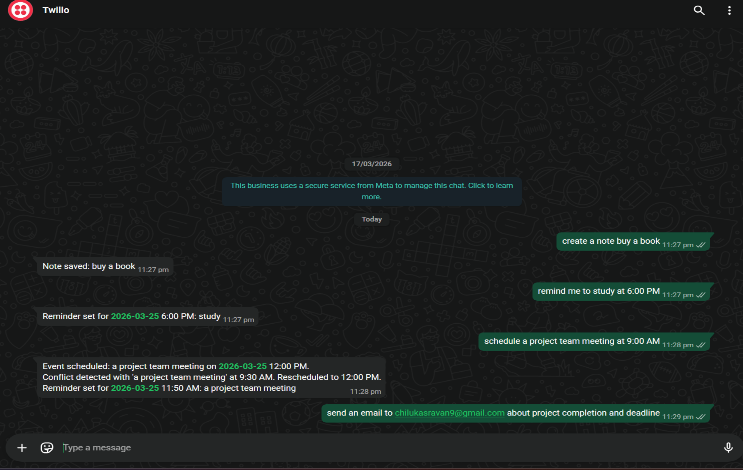 Twilio
17/03/2026
This business uses a secure service from Meta to manage this chat. Click to learn
more.
Today
create a note buy a book 11:27 pm
Note saved: buy a book 11:27 pm
remind me to study at 6:00 PM 11:27 pm
Reminder set for 2026-03-25 6:00 PM: study 11:27 pm
schedule a project team meeting at 9:00 AM 11:28 pm
Event scheduled: a project team meeting on 2026-03-25 12:00 PM.
Conflict detected with 'a project team meeting' at 9:30 AM. Rescheduled to 12:00 PM.
Reminder set for 2026-03-25 11:50 AM: a project team meeting
11:28 pm
send an email to chilukasravan9@gmail.com about project completion and deadline 11:29 pm
Type a message